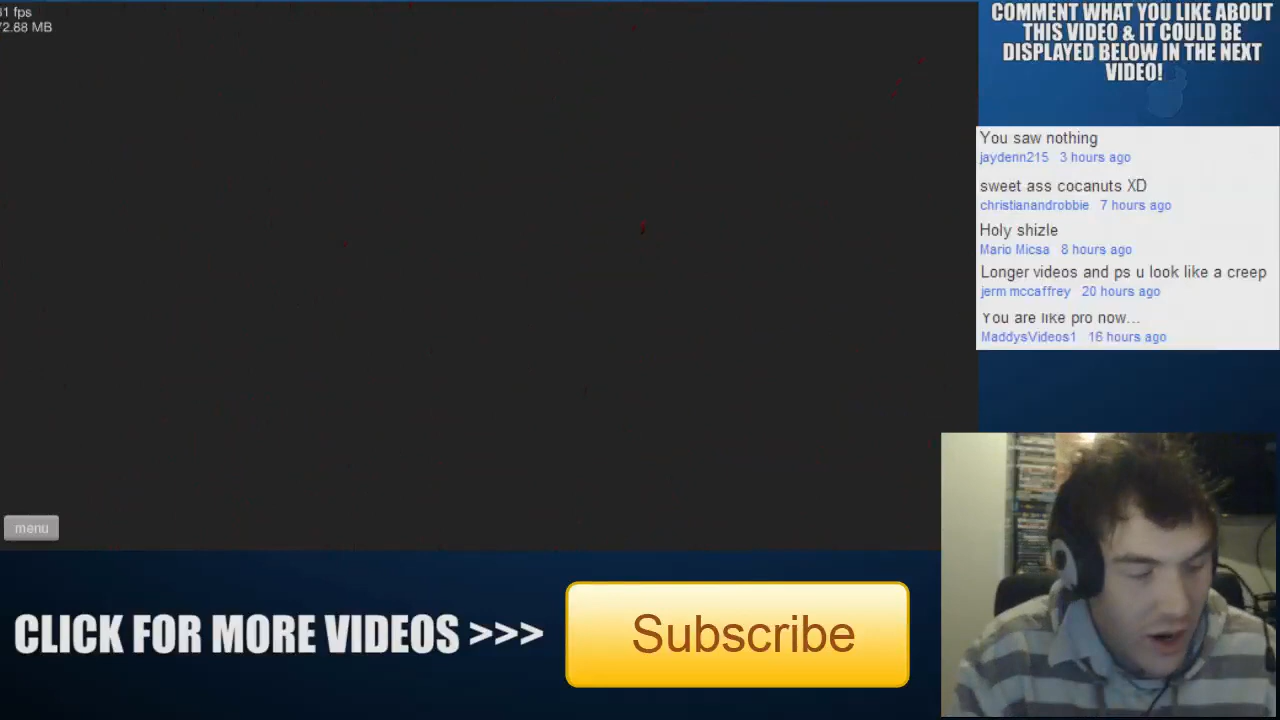 61 fps
72.88 MB
menu
COMMENT WHAT YOU LIKE ABOUT
THIS VIDEO & IT COULD BE
DISPLAYED BELOW IN THE NEXT
VIDEO!
You saw nothing
jaydenn215 3 hours ago
sweet ass cocanuts XD
christianandrobbie 7 hours ago
Holy shizle
Mario Micsa 8 hours ago
Longer videos and ps u look like a creep
jerm mccaffrey 20 hours ago
You are like pro now...
MaddysVideos1 16 hours ago
CLICK FOR MORE VIDEOS >>>
Subscribe